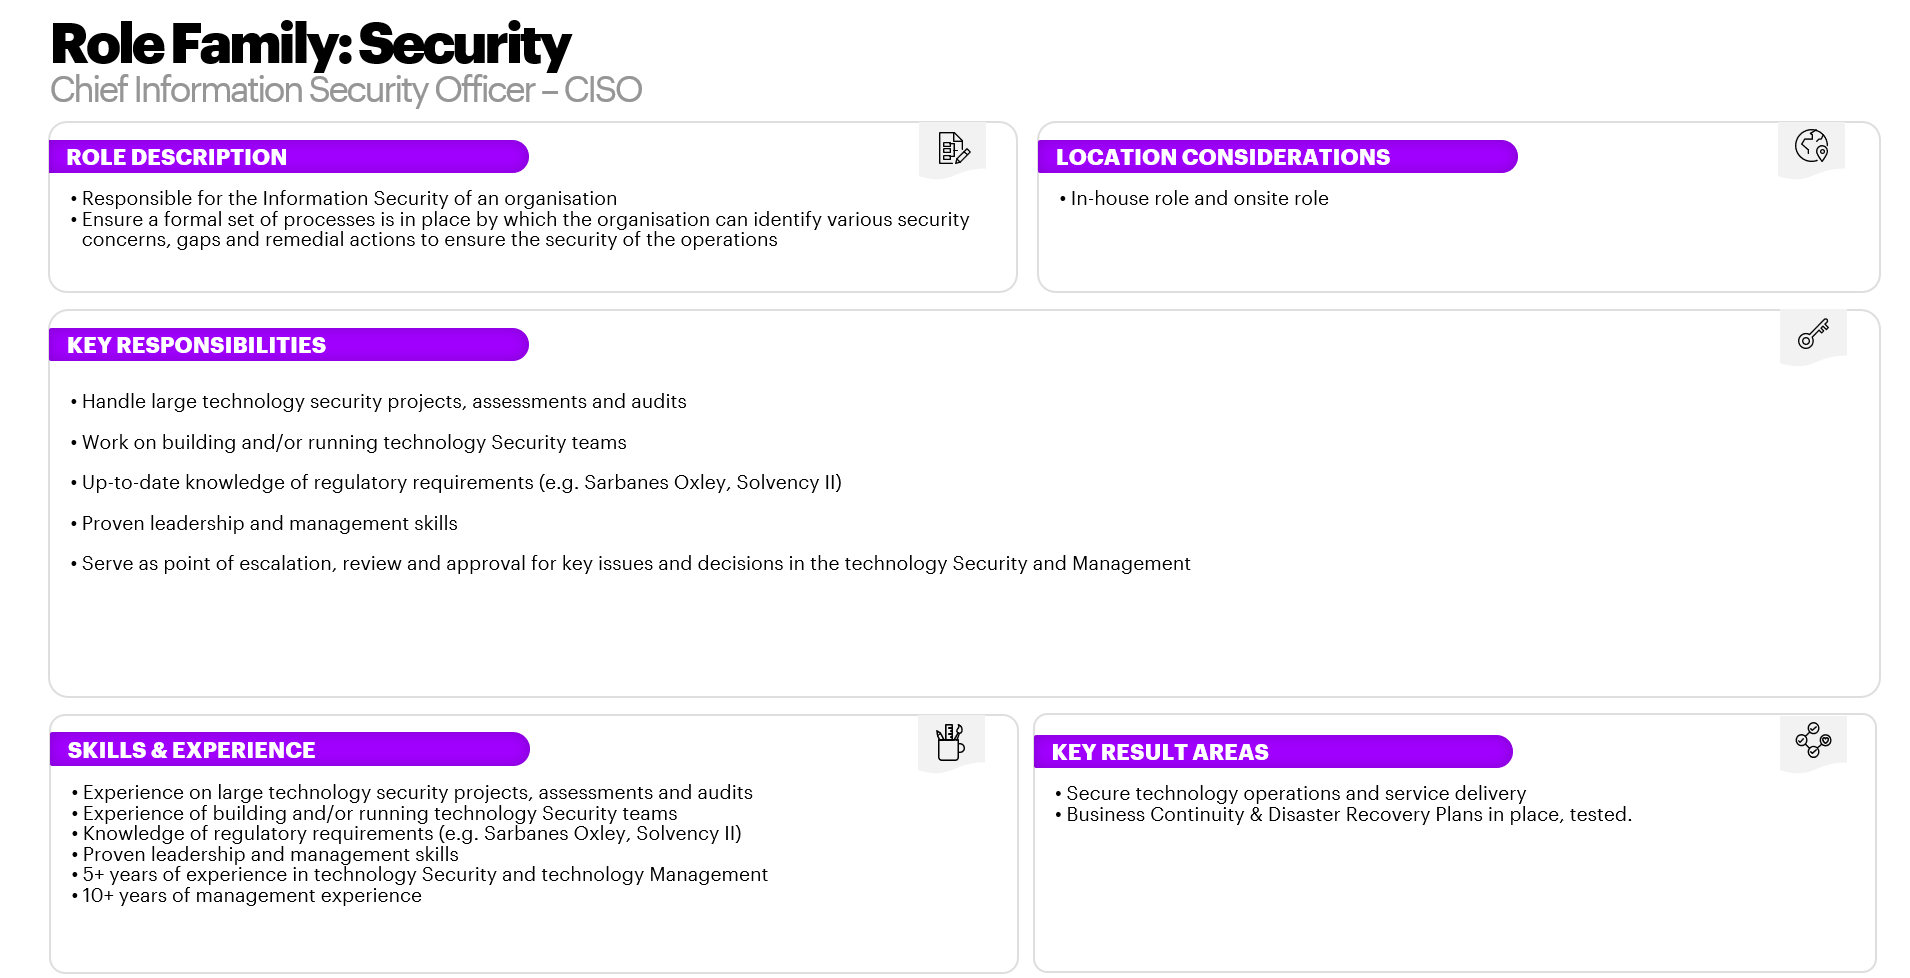 Role Family: Security
Chief Information Security Officer – CISO
ROLE DESCRIPTION
• Responsible for the Information Security of an organisation
• Ensure a formal set of processes is in place by which the organisation can identify various security
concerns, gaps and remedial actions to ensure the security of the operations
LOCATION CONSIDERATIONS
• In-house role and onsite role
KEY RESPONSIBILITIES
• Handle large technology security projects, assessments and audits
• Work on building and/or running technology Security teams
• Up-to-date knowledge of regulatory requirements (e.g. Sarbanes Oxley, Solvency II)
• Proven leadership and management skills
• Serve as point of escalation, review and approval for key issues and decisions in the technology Security and Management
SKILLS & EXPERIENCE
• Experience on large technology security projects, assessments and audits
• Experience of building and/or running technology Security teams
• Knowledge of regulatory requirements (e.g. Sarbanes Oxley, Solvency II)
• Proven leadership and management skills
• 5+ years of experience in technology Security and technology Management
• 10+ years of management experience
KEY RESULT AREAS
• Secure technology operations and service delivery
• Business Continuity & Disaster Recovery Plans in place, tested.